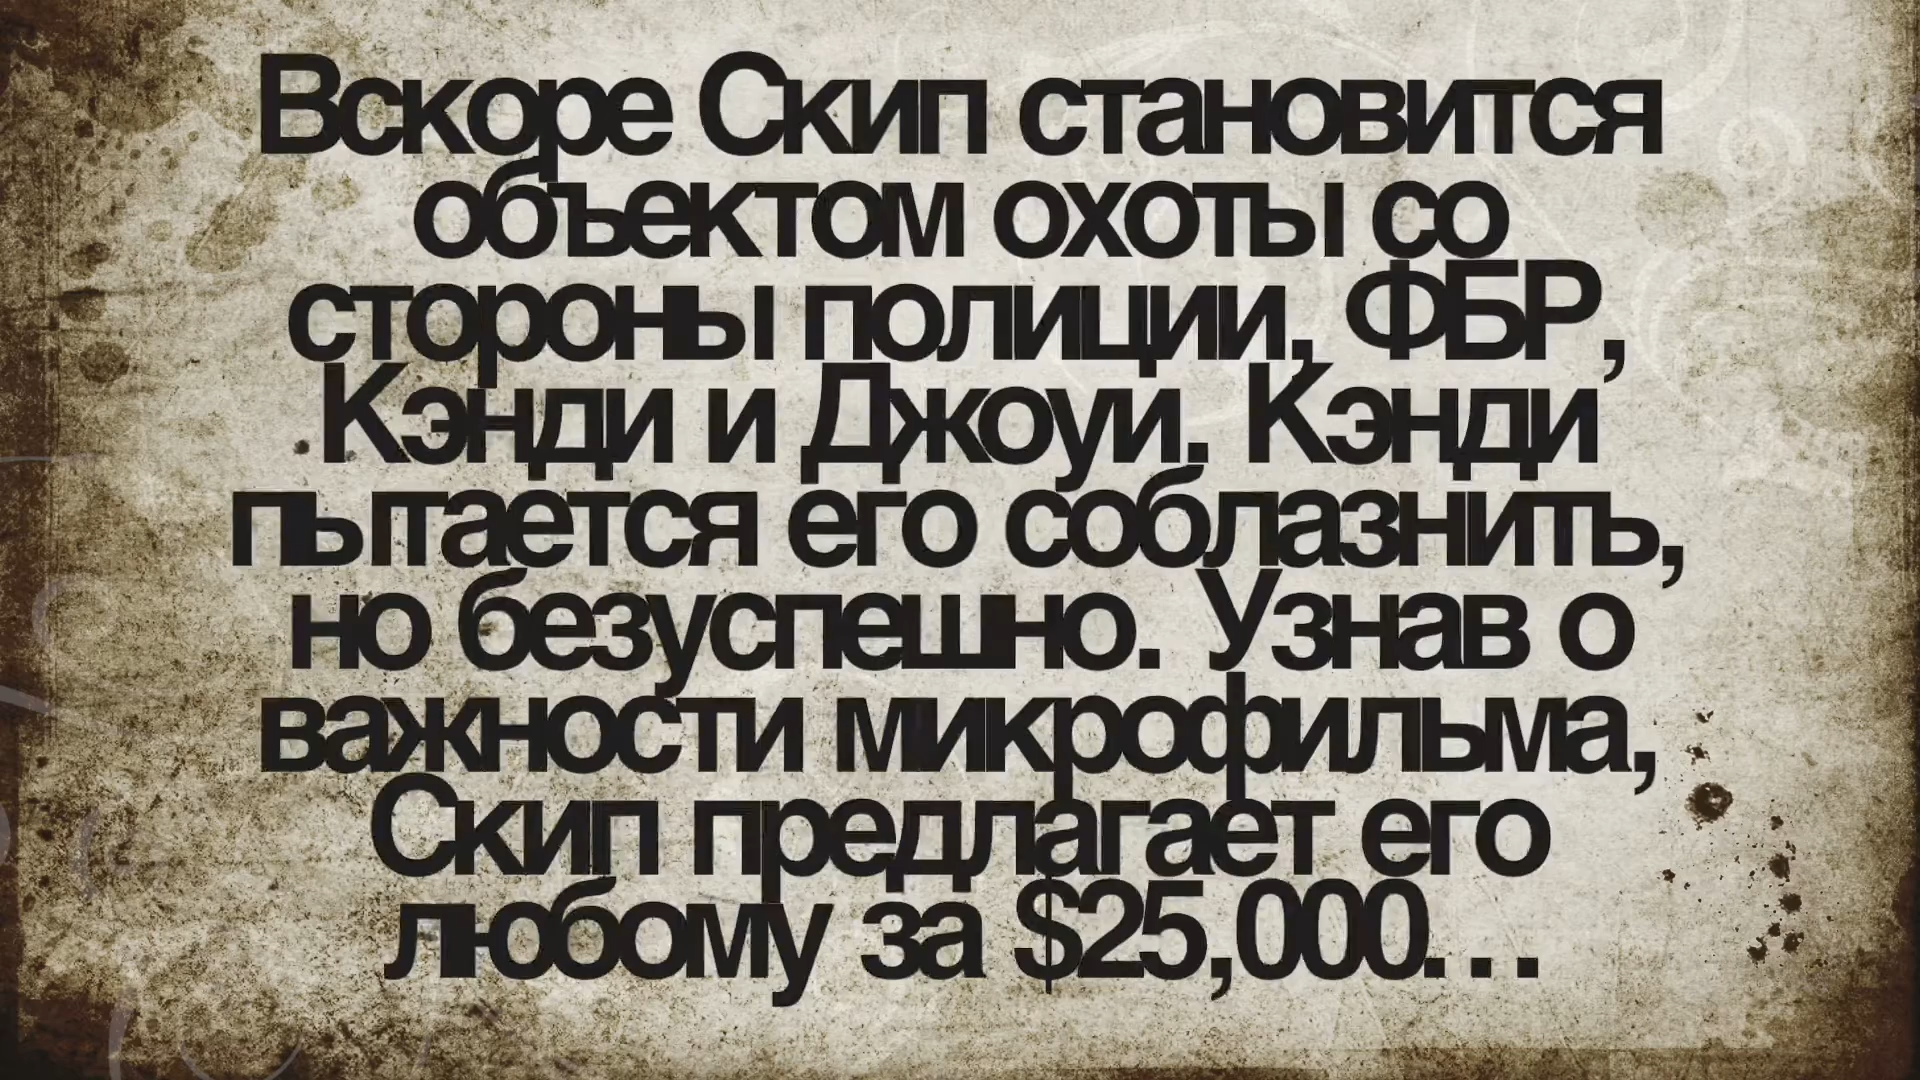 Вскоре Скип становится
объектом охоты со
стороны полиции, ФБР,
Кэнди и Джоуи. Кэнди
пытается его соблазнить,
но безуспешно. Узнав о
важности микрофильма,
Скип предлагает его
любому за $25,000…